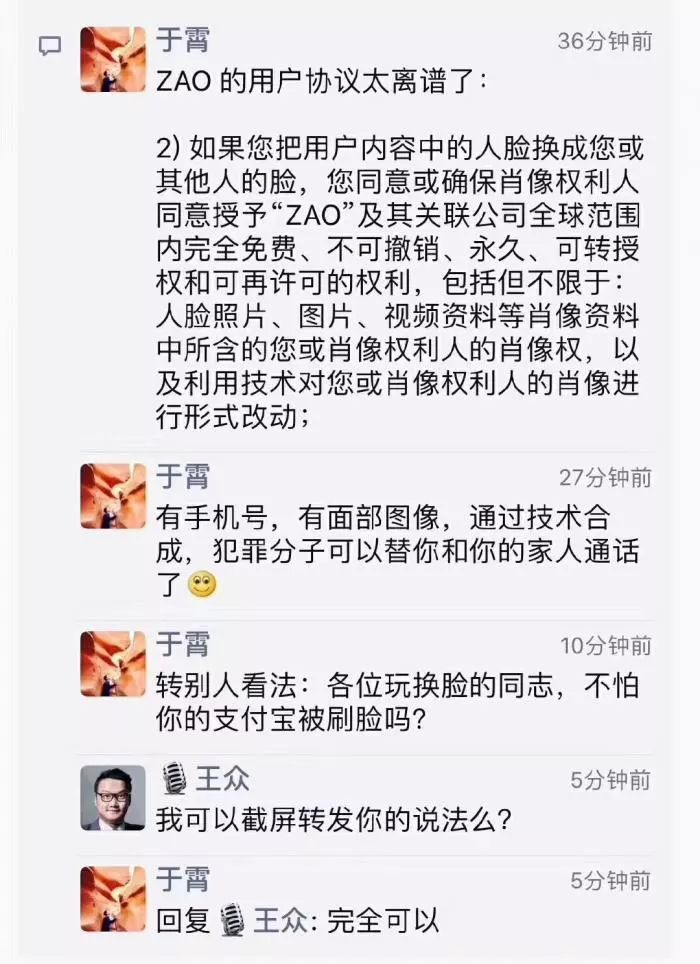 于霄
36分钟前
ZAO 的用户协议太离谱了：
2) 如果您把用户内容中的人脸换成您或
其他人的脸，您同意或确保肖像权利人
同意授予“ZAO”及其关联公司全球范围
内完全免费、不可撤销、永久、可转授
权和可再许可的权利，包括但不限于：
人脸照片、图片、视频资料等肖像资料
中所含的您或肖像权利人的肖像权，以
及利用技术对您或肖像权利人的肖像进
行形式改动；
于霄
27分钟前
有手机号，有面部图像，通过技术合
成，犯罪分子可以替你和你的家人通话
了
于霄
10分钟前
转别人看法：各位玩换脸的同志，不怕
你的支付宝被刷脸吗？
王众
5分钟前
我可以截屏转发你的说法么？
于霄
5分钟前
回复 王众: 完全可以